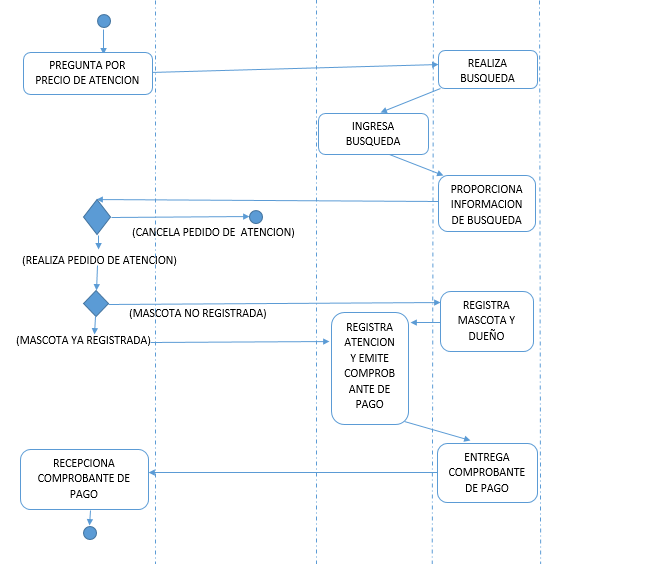 PREGUNTA POR
PRECIO DE ATENCION
REALIZA
BUSQUEDA
INGRESA
BUSQUEDA
PROPORCIONA
INFORMACION
DE BUSQUEDA
(CANCELA PEDIDO DE ATENCION)
(REALIZA PEDIDO DE ATENCION)
(MASCOTA NO REGISTRADA)
REGISTRA
MASCOTA Y
DUEÑO
(MASCOTA YA REGISTRADA)
REGISTRA
ATENCION
Y EMITE
COMPROB
ANTE DE
PAGO
RECEPCIONA
COMPROBANTE DE
PAGO
ENTREGA
COMPROBANTE
DE PAGO